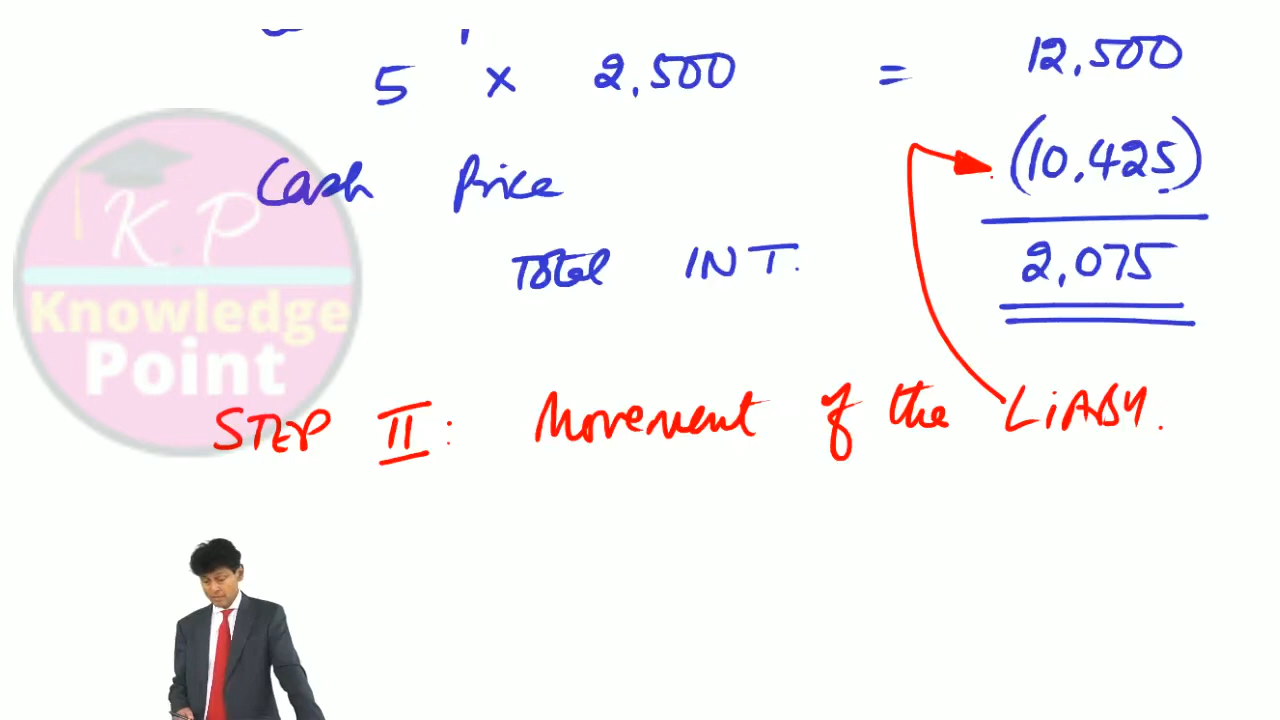 5 × 2,500 = 12,500
Cash Price (10,425)
Total INT. 2,075
STEP II: Movement of the LiABY.
K.P
Knowledge
Point